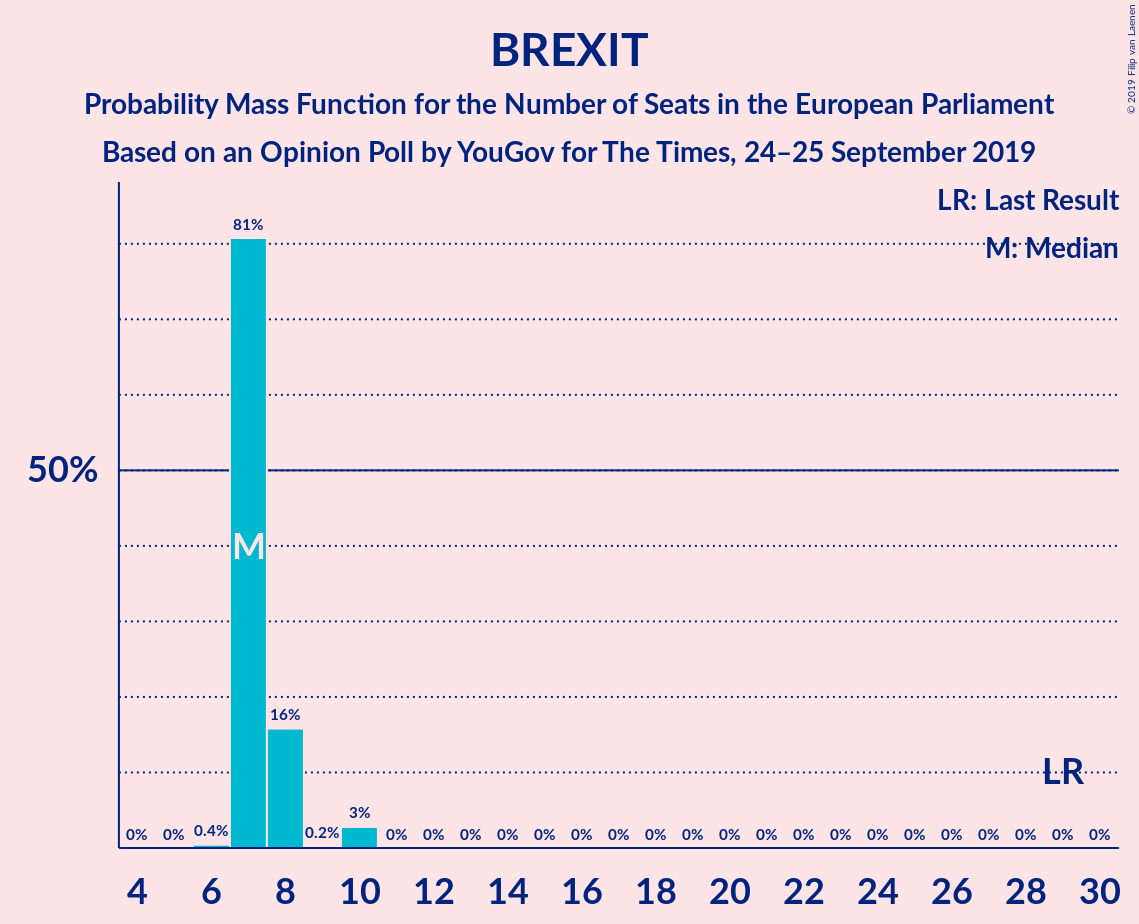 BREXIT
Probability Mass Function for the Number of Seats in the European Parliament
Based on an Opinion Poll by YouGov for The Times, 24–25 September 2019
© 2019 Filip van Laenen
LR: Last Result
M: Median
81%
50%
M
16%
LR
0% 0% 0.4% 0.2% 3% 0% 0% 0% 0% 0% 0% 0% 0% 0% 0% 0% 0% 0% 0% 0% 0% 0% 0% 0% 0%
4 6 8 10 12 14 16 18 20 22 24 26 28 30